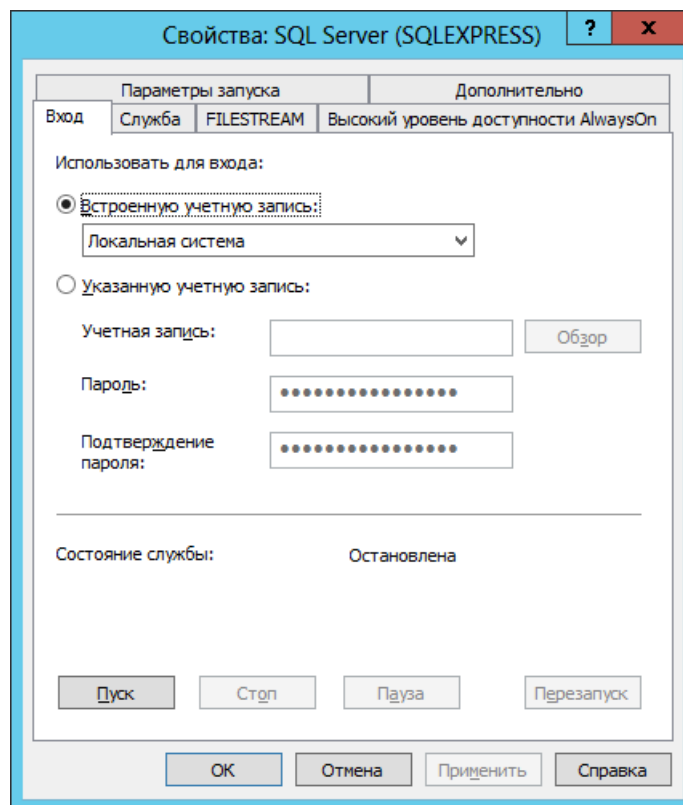 Свойства: SQL Server (SQLEXPRESS)
? x
Параметры запуска Дополнительно
Вход Служба FILESTREAM Высокий уровень доступности AlwaysOn
Использовать для входа:
Встроенную учетную запись:
Локальная система
Указанную учетную запись:
Учетная запись: Обзор
Пароль: ●●●●●●●●●●●●●●●●
Подтверждение
пароля: ●●●●●●●●●●●●●●●●
Состояние службы: Остановлена
Пуск Стоп Пауза Перезапуск
ОК Отмена Применить Справка